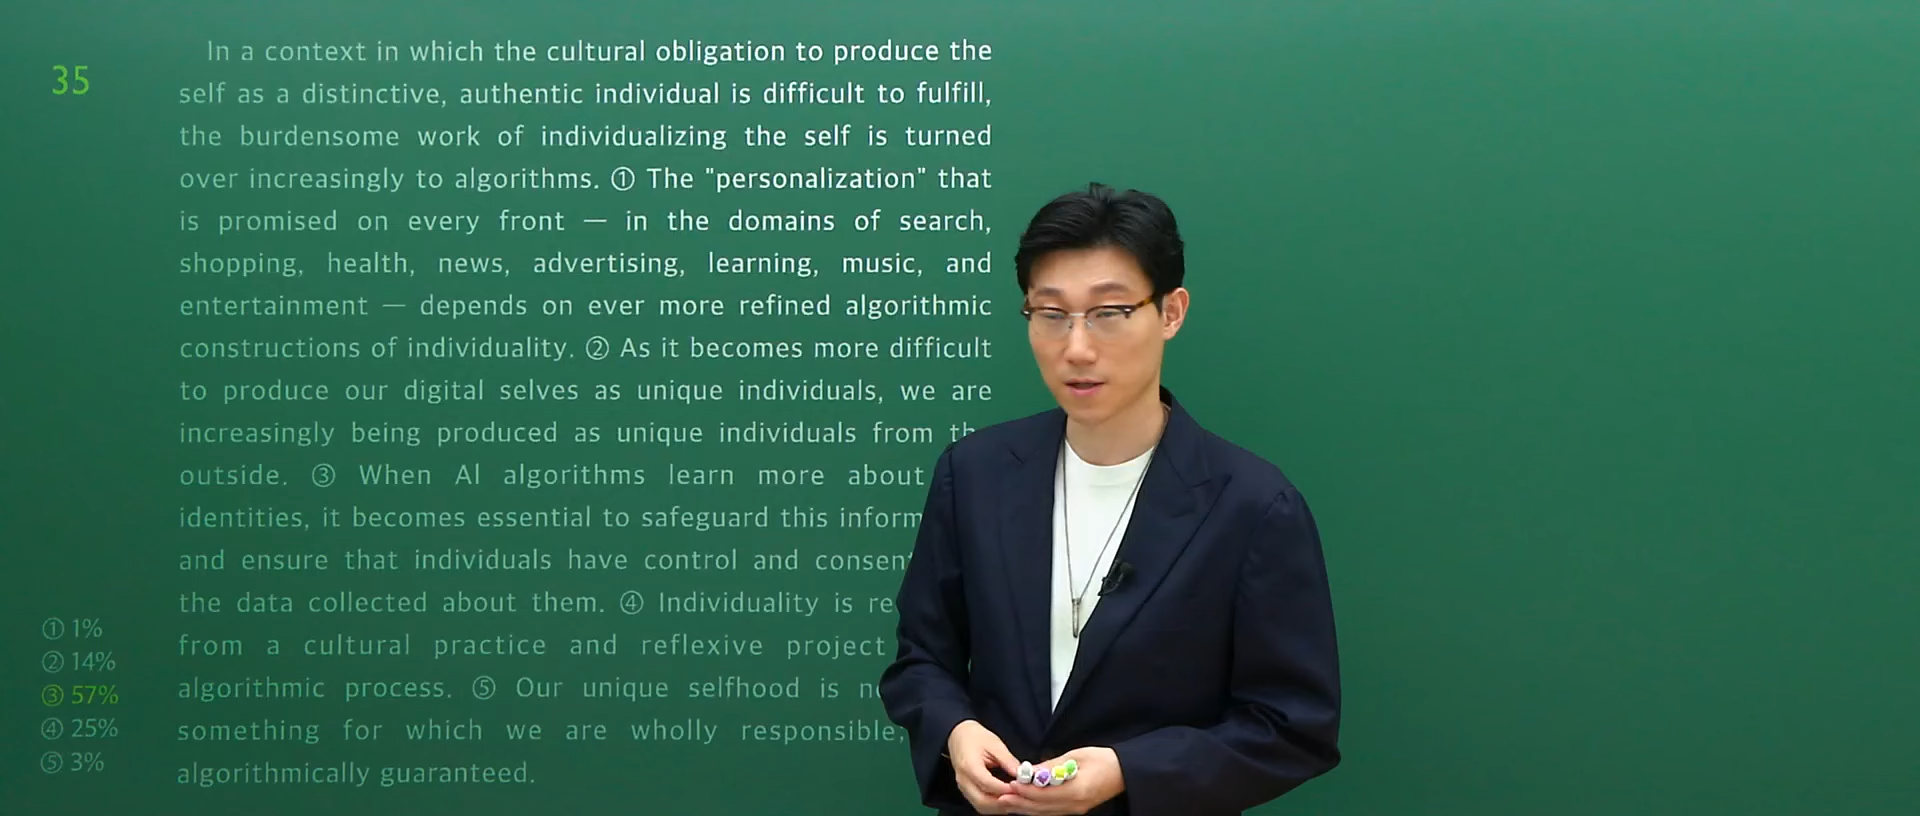 35
In a context in which the cultural obligation to produce the
self as a distinctive, authentic individual is difficult to fulfill,
the burdensome work of individualizing the self is turned
over increasingly to algorithms. ① The "personalization" that
is promised on every front — in the domains of search,
shopping, health, news, advertising, learning, music, and
entertainment — depends on ever more refined algorithmic
constructions of individuality. ② As it becomes more difficult
to produce our digital selves as unique individuals, we are
increasingly being produced as unique individuals from
outside. ③ When AI algorithms learn more about
identities, it becomes essential to safeguard this
and ensure that individuals have control and
the data collected about them. ④ Individuality is
from a cultural practice and reflexive project
algorithmic process. ⑤ Our unique selfhood is
something for which we are wholly responsible;
algorithmically guaranteed.
① 1%
② 14%
③ 57%
④ 25%
⑤ 3%